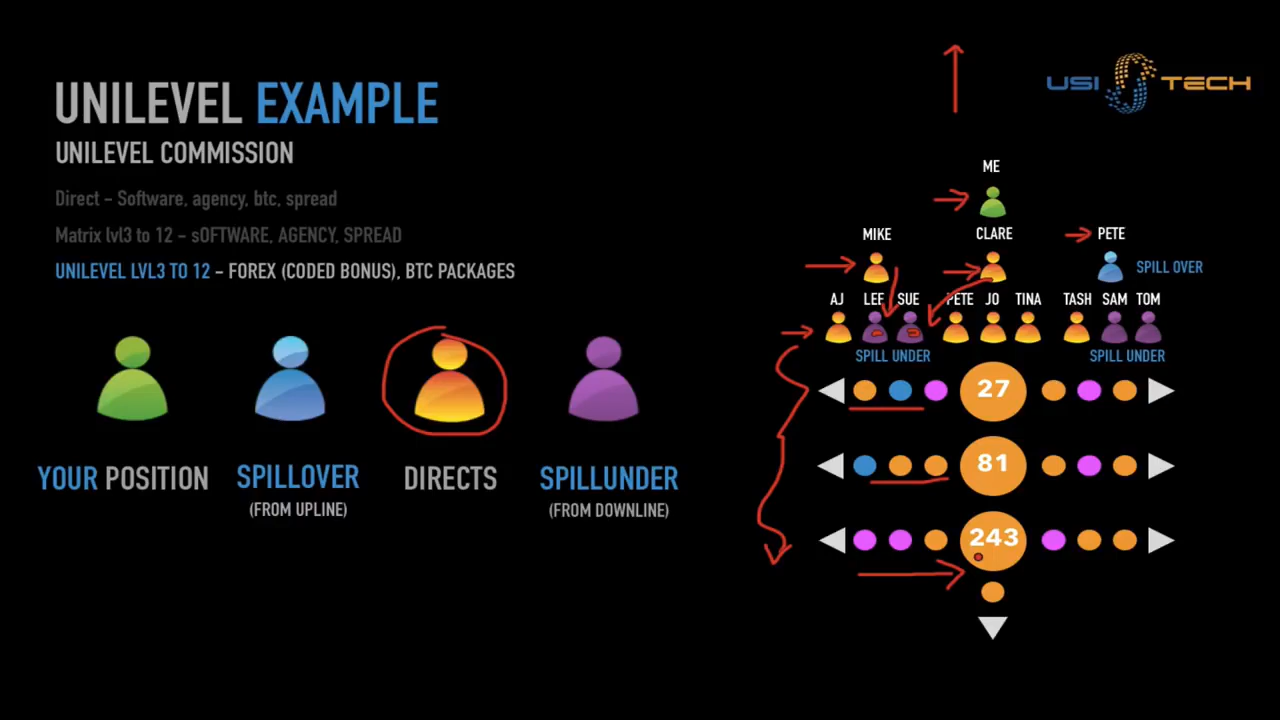 UNILEVEL EXAMPLE
UNILEVEL COMMISSION
Direct – Software, agency, btc, spread
Matrix lvl3 to 12 – sOFTWARE, AGENCY, SPREAD
UNILEVEL LVL3 TO 12 – FOREX (CODED BONUS), BTC PACKAGES
YOUR POSITION
SPILLOVER
(FROM UPLINE)
DIRECTS
SPILLUNDER
(FROM DOWNLINE)
USI TECH
ME
MIKE CLARE PETE
SPILL OVER
AJ LEE SUE PETE JO TINA TASH SAM TOM
SPILL UNDER SPILL UNDER
27
81
243